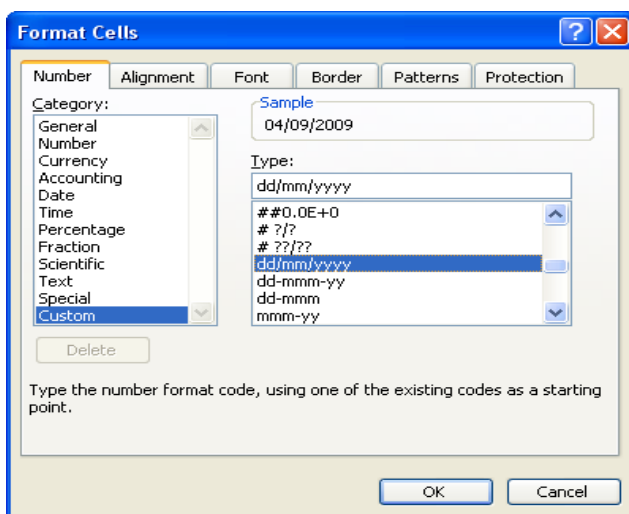 Format Cells
Number Alignment Font Border Patterns Protection
Category:
General
Number
Currency
Accounting
Date
Time
Percentage
Fraction
Scientific
Text
Special
Custom
Sample
04/09/2009
Type:
dd/mm/yyyy
##0.0E+0
# ?/?
# ??/??
dd/mm/yyyy
dd-mmm-yy
dd-mmm
mmm-yy
Delete
Type the number format code, using one of the existing codes as a starting
point.
OK Cancel